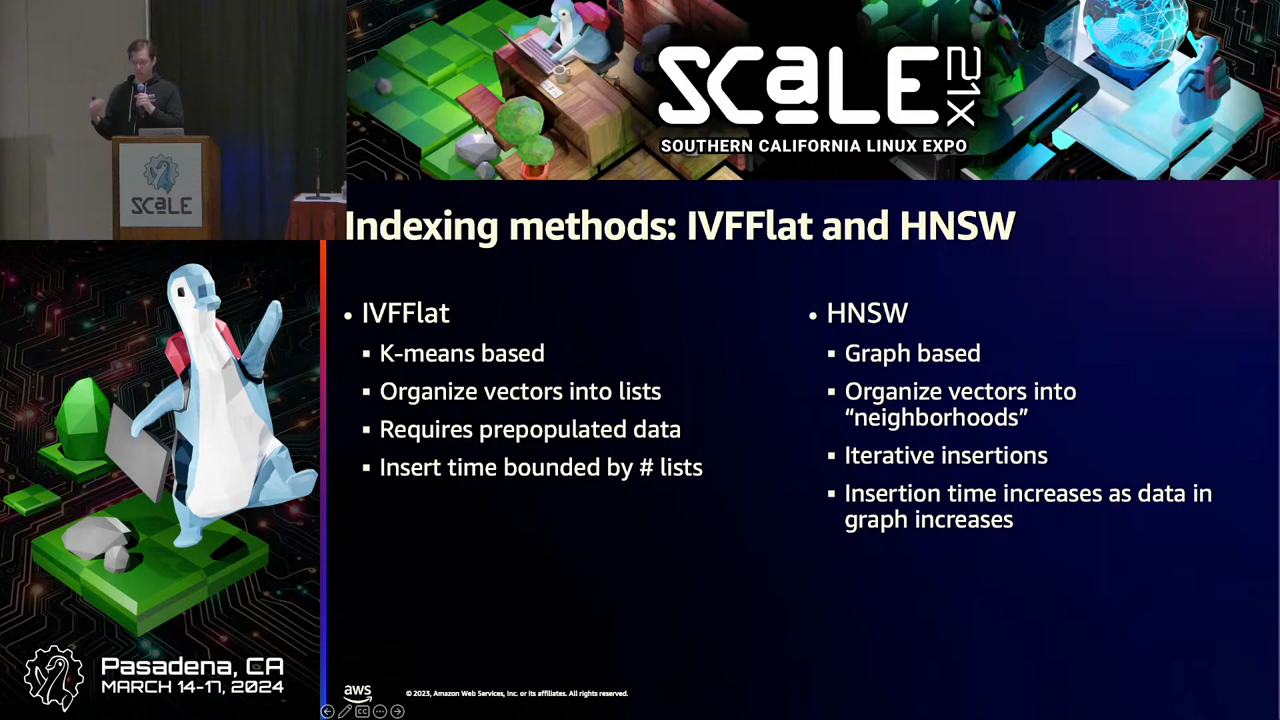 SCALE
21X
SOUTHERN CALIFORNIA LINUX EXPO
SCALE
Indexing methods: IVFFlat and HNSW
• IVFFlat
▪ K-means based
▪ Organize vectors into lists
▪ Requires prepopulated data
▪ Insert time bounded by # lists
• HNSW
▪ Graph based
▪ Organize vectors into
“neighborhoods”
▪ Iterative insertions
▪ Insertion time increases as data in
graph increases
Pasadena, CA
MARCH 14-17, 2024
aws
© 2023, Amazon Web Services, Inc. or its affiliates. All rights reserved.
CC